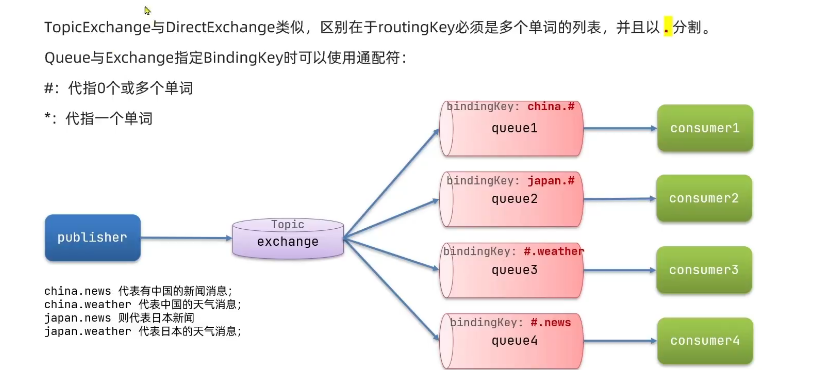 TopicExchange与DirectExchange类似，区别在于routingKey必须是多个单词的列表，并且以 . 分割。
Queue与Exchange指定BindingKey时可以使用通配符：
#：代指0个或多个单词
*：代指一个单词
bindingKey: china.#
queue1
consumer1
bindingKey: japan.#
queue2
consumer2
publisher
Topic
exchange
bindingKey: #.weather
queue3
consumer3
bindingKey: #.news
queue4
consumer4
china.news 代表有中国的新闻消息;
china.weather 代表中国的天气消息;
japan.news 则代表日本新闻
japan.weather 代表日本的天气消息;